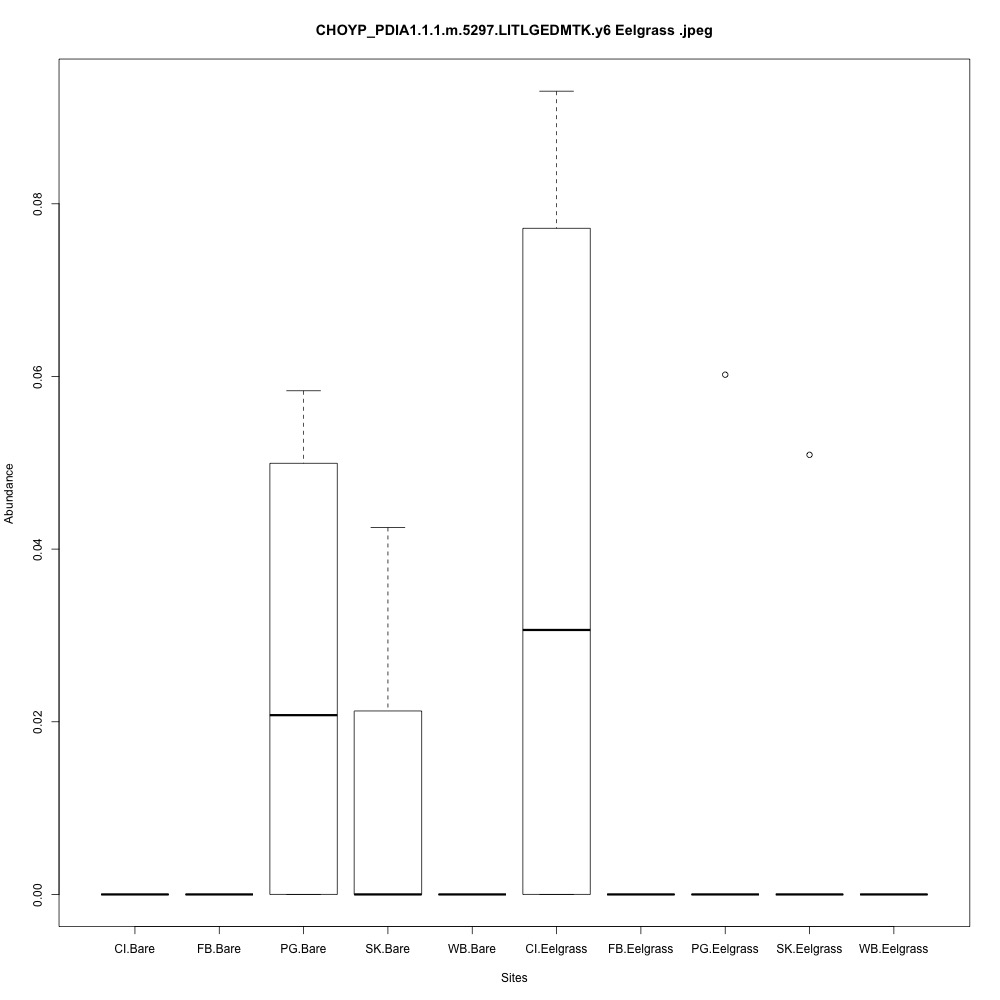 CHOYP_PDIA1.1.1.m.5297.LITLGEDMTK.y6 Eelgrass .jpeg
Abundance
0.08
0.06
0.04
0.02
0.00
CI.Bare FB.Bare PG.Bare SK.Bare WB.Bare CI.Eelgrass FB.Eelgrass PG.Eelgrass SK.Eelgrass WB.Eelgrass
Sites